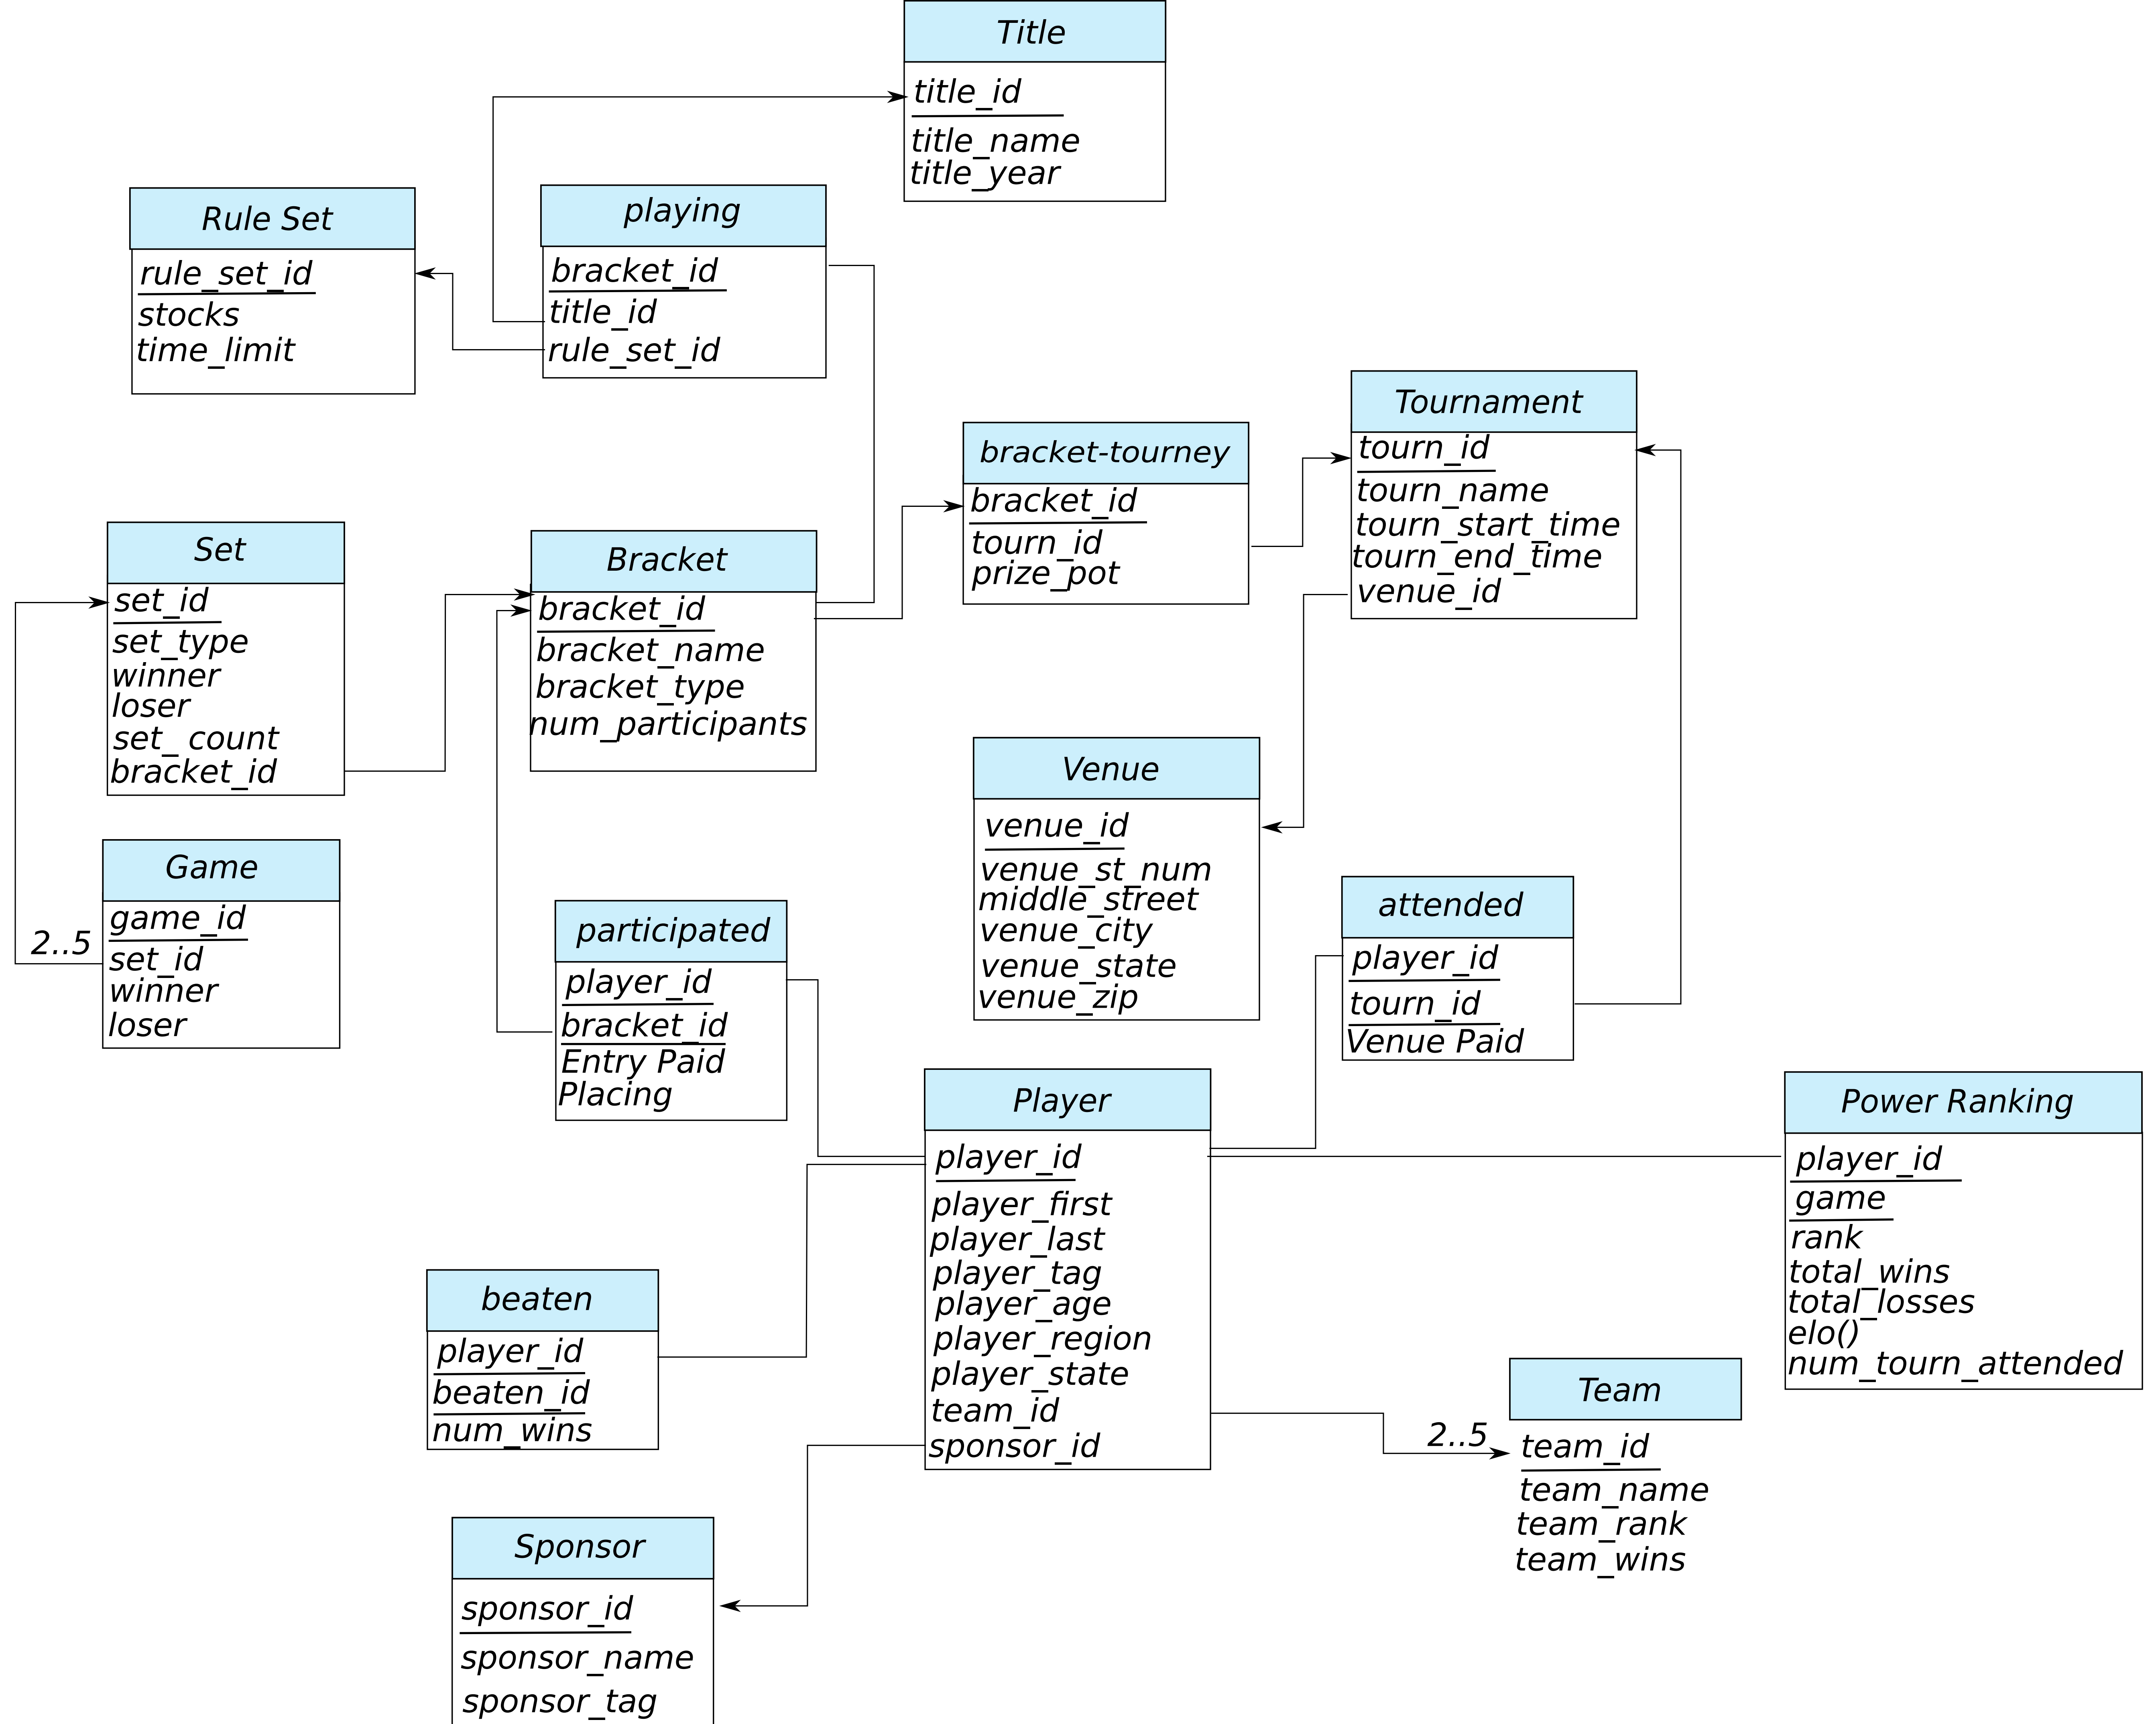 Title
title_id
title_name
title_year
Rule Set
rule_set_id
stocks
time_limit
playing
bracket_id
title_id
rule_set_id
Tournament
tourn_id
tourn_name
tourn_start_time
tourn_end_time
venue_id
bracket-tourney
bracket_id
tourn_id
prize_pot
Set
set_id
set_type
winner
loser
set_ count
bracket_id
Bracket
bracket_id
bracket_name
bracket_type
num_participants
Venue
venue_id
venue_st_num
middle_street
venue_city
venue_state
venue_zip
Game
game_id
set_id
winner
loser
2..5
participated
player_id
bracket_id
Entry Paid
Placing
attended
player_id
tourn_id
Venue Paid
Player
player_id
player_first
player_last
player_tag
player_age
player_region
player_state
team_id
sponsor_id
Power Ranking
player_id
game
rank
total_wins
total_losses
elo()
num_tourn_attended
beaten
player_id
beaten_id
num_wins
2..5
Team
team_id
team_name
team_rank
team_wins
Sponsor
sponsor_id
sponsor_name
sponsor_tag